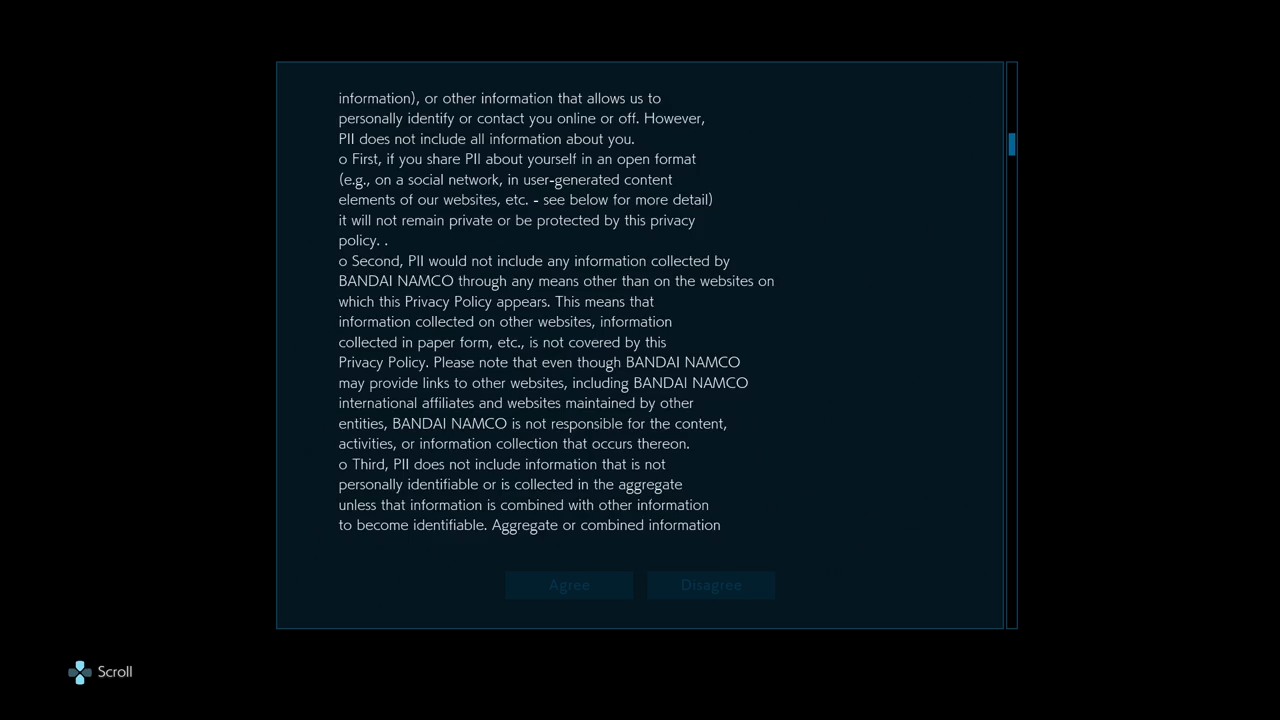 information), or other information that allows us to
personally identify or contact you online or off. However,
PII does not include all information about you.
o First, if you share PII about yourself in an open format
(e.g., on a social network, in user-generated content
elements of our websites, etc. - see below for more detail)
it will not remain private or be protected by this privacy
policy. .
o Second, PII would not include any information collected by
BANDAI NAMCO through any means other than on the websites on
which this Privacy Policy appears. This means that
information collected on other websites, information
collected in paper form, etc., is not covered by this
Privacy Policy. Please note that even though BANDAI NAMCO
may provide links to other websites, including BANDAI NAMCO
international affiliates and websites maintained by other
entities, BANDAI NAMCO is not responsible for the content,
activities, or information collection that occurs thereon.
o Third, PII does not include information that is not
personally identifiable or is collected in the aggregate
unless that information is combined with other information
to become identifiable. Aggregate or combined information
Agree Disagree
Scroll